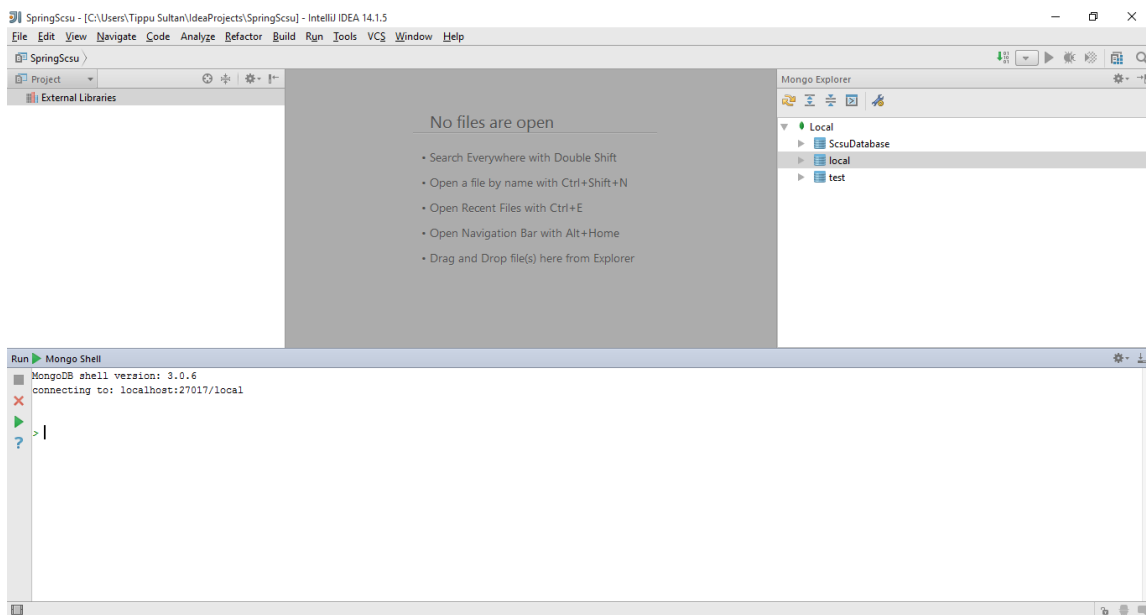 SpringScsu - [C:\Users\Tippu Sultan\IdeaProjects\SpringScsu] - IntelliJ IDEA 14.1.5
File Edit View Navigate Code Analyze Refactor Build Run Tools VCS Window Help
SpringScsu
Project
Mongo Explorer
External Libraries
No files are open
• Search Everywhere with Double Shift
• Open a file by name with Ctrl+Shift+N
• Open Recent Files with Ctrl+E
• Open Navigation Bar with Alt+Home
• Drag and Drop file(s) here from Explorer
Local
ScsuDatabase
local
test
Run Mongo Shell
MongoDB shell version: 3.0.6
connecting to: localhost:27017/local
>